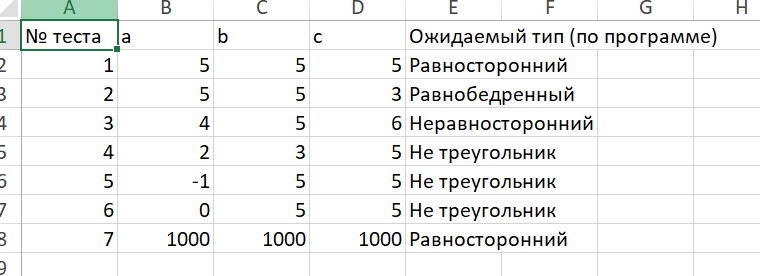 A B C D E F G H
1 № теста a b c Ожидаемый тип (по программе)
2 1 5 5 5 Равносторонний
3 2 5 5 3 Равнобедренный
4 3 4 5 6 Неравносторонний
5 4 2 3 5 Не треугольник
6 5 -1 5 5 Не треугольник
7 6 0 5 5 Не треугольник
8 7 1000 1000 1000 Равносторонний
9